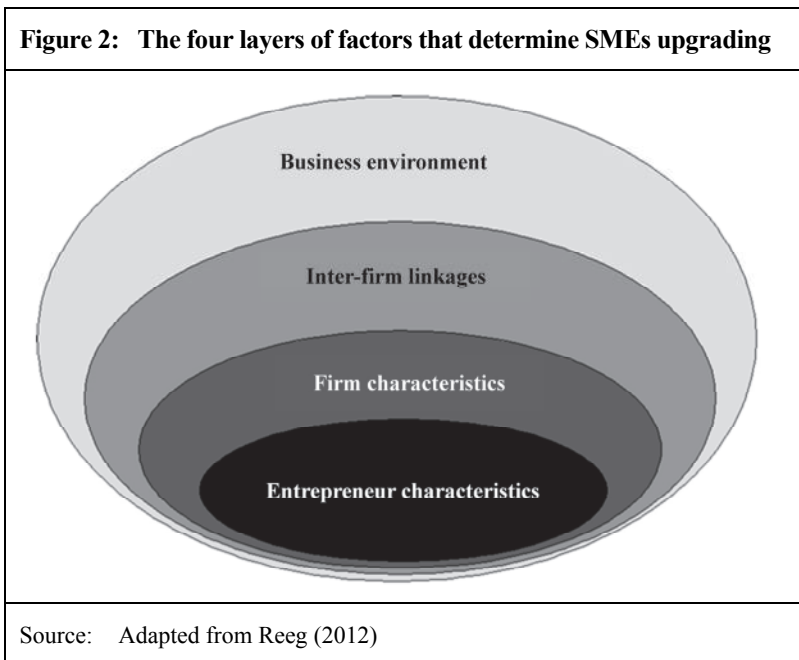 Figure 2: The four layers of factors that determine SMEs upgrading
Business environment
Inter-firm linkages
Firm characteristics
Entrepreneur characteristics
Source: Adapted from Reeg (2012)